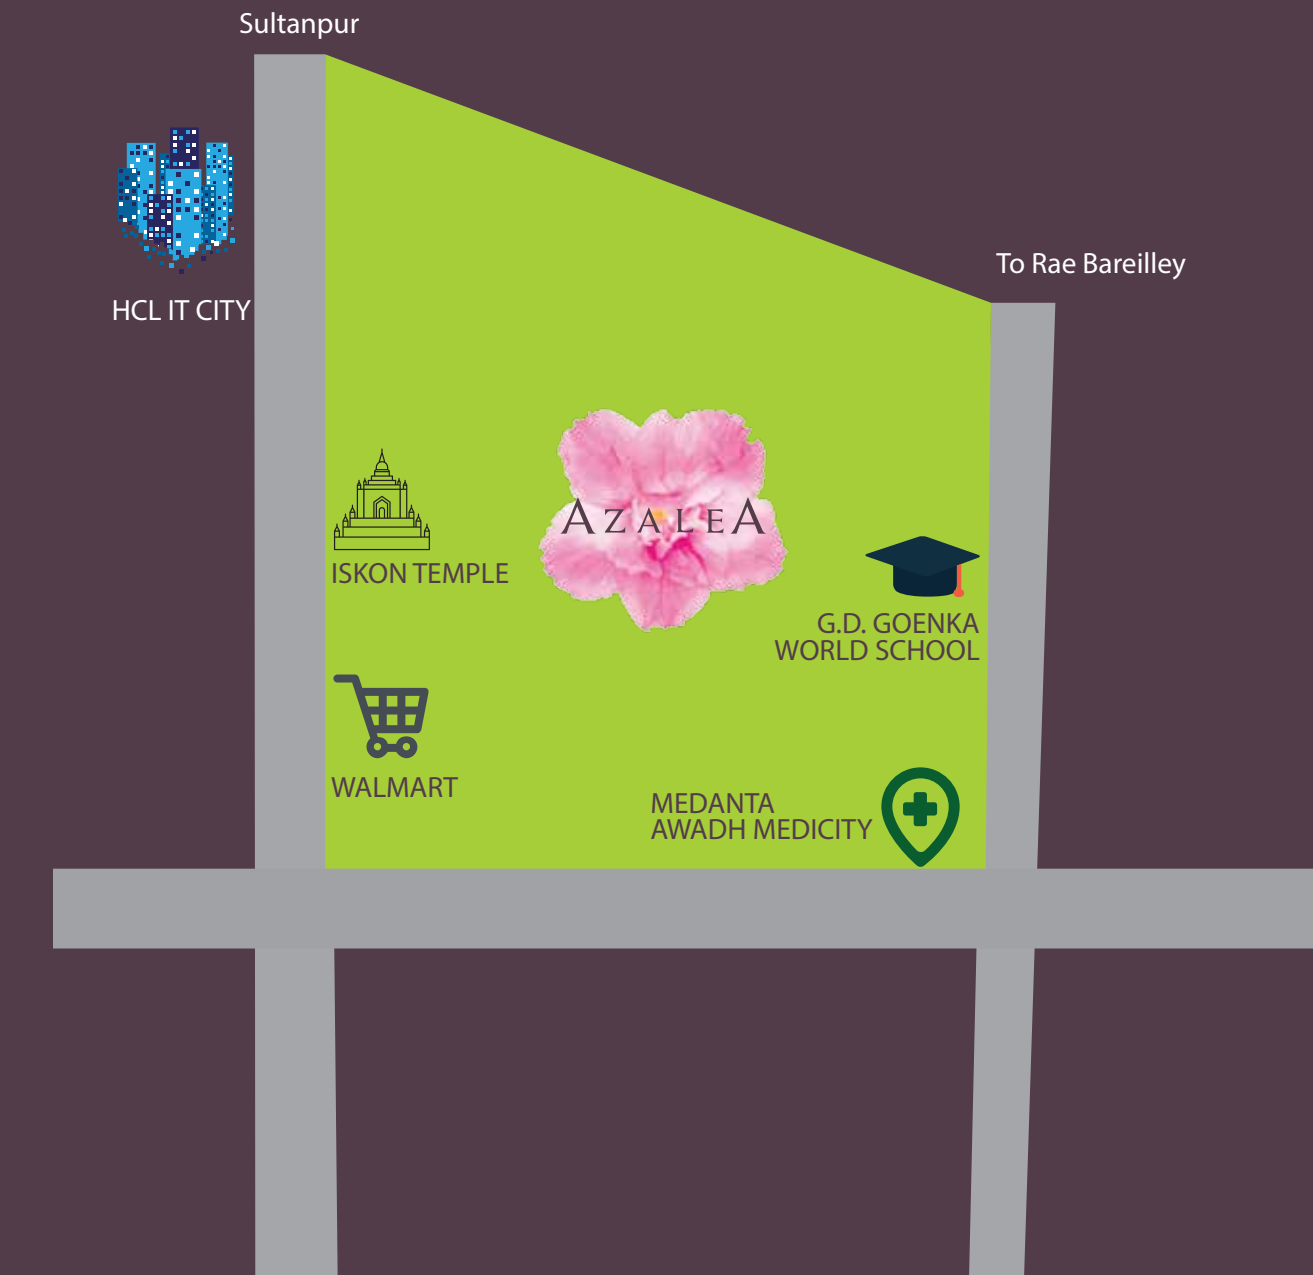 Sultanpur
To Rae Bareilley
HCL IT CITY
AZALEA
ISKON TEMPLE
G.D. GOENKA
WORLD SCHOOL
WALMART
MEDANTA
AWADH MEDICITY